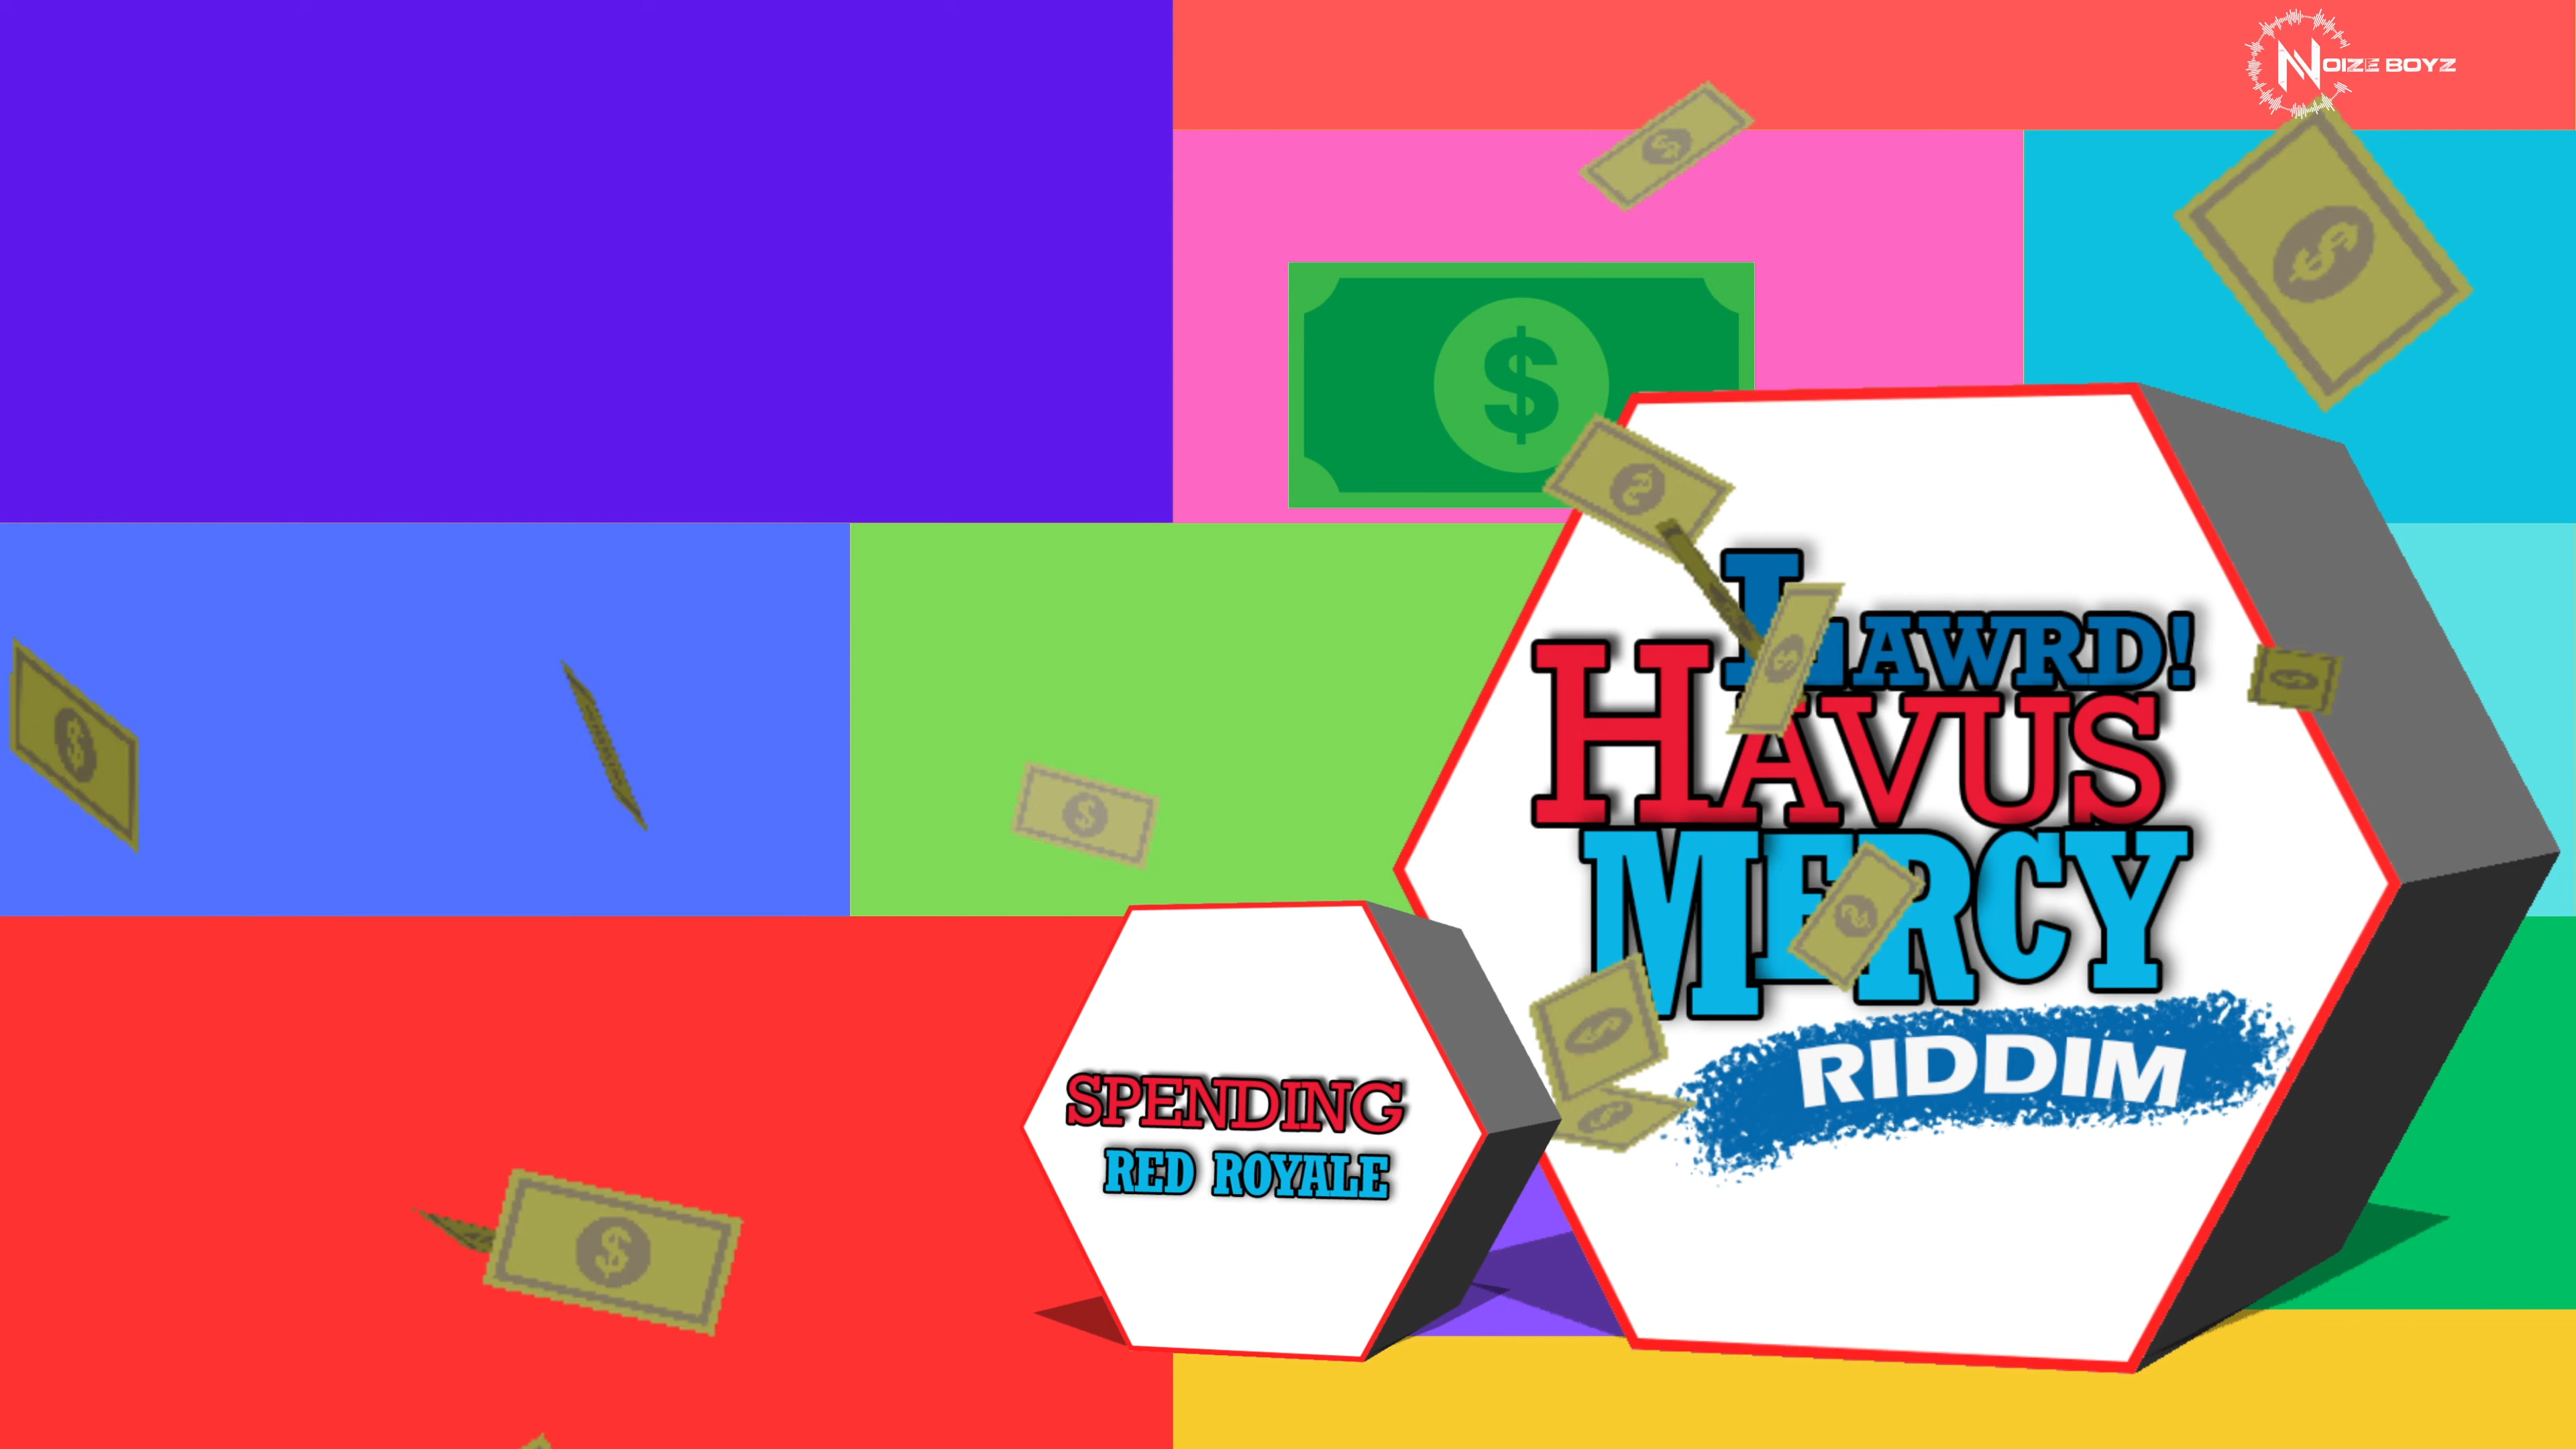 NOIZE BOYZ
$
LAWRD!
HAVUS
MERCY
RIDDIM
SPENDING
RED ROYALE